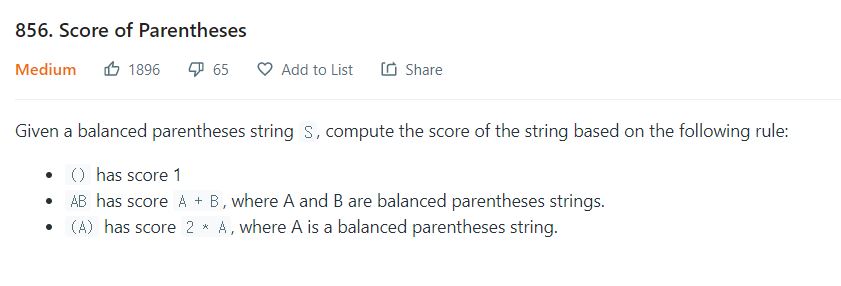 856. Score of Parentheses
Medium 1896 65 Add to List Share
Given a balanced parentheses string S, compute the score of the string based on the following rule:
• () has score 1
• AB has score A + B, where A and B are balanced parentheses strings.
• (A) has score 2 * A, where A is a balanced parentheses string.